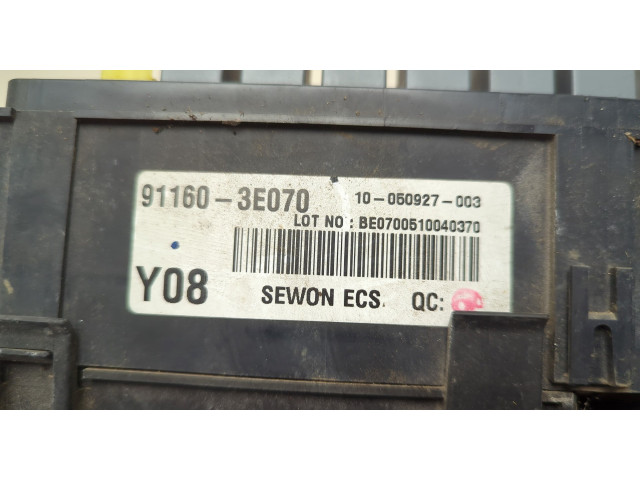 91160-3E070 10-050927-003
LOT NO : BE0700510040370
Y08 SEWON ECS. QC: